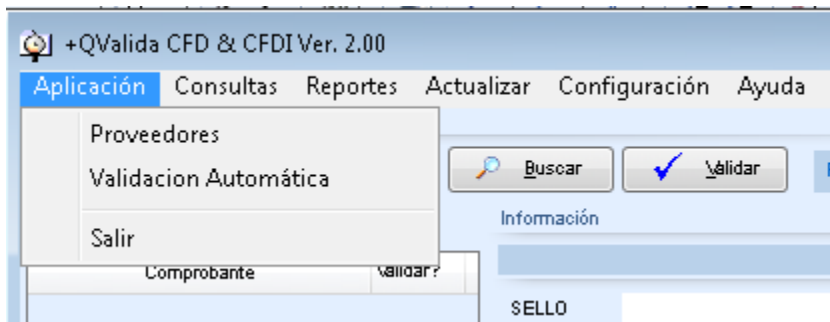 +QValida CFD & CFDI Ver. 2.00
Aplicación Consultas Reportes Actualizar Configuración Ayuda
Proveedores
Validacion Automática
Salir
Buscar Validar
Información
Comprobante Validar?
SELLO